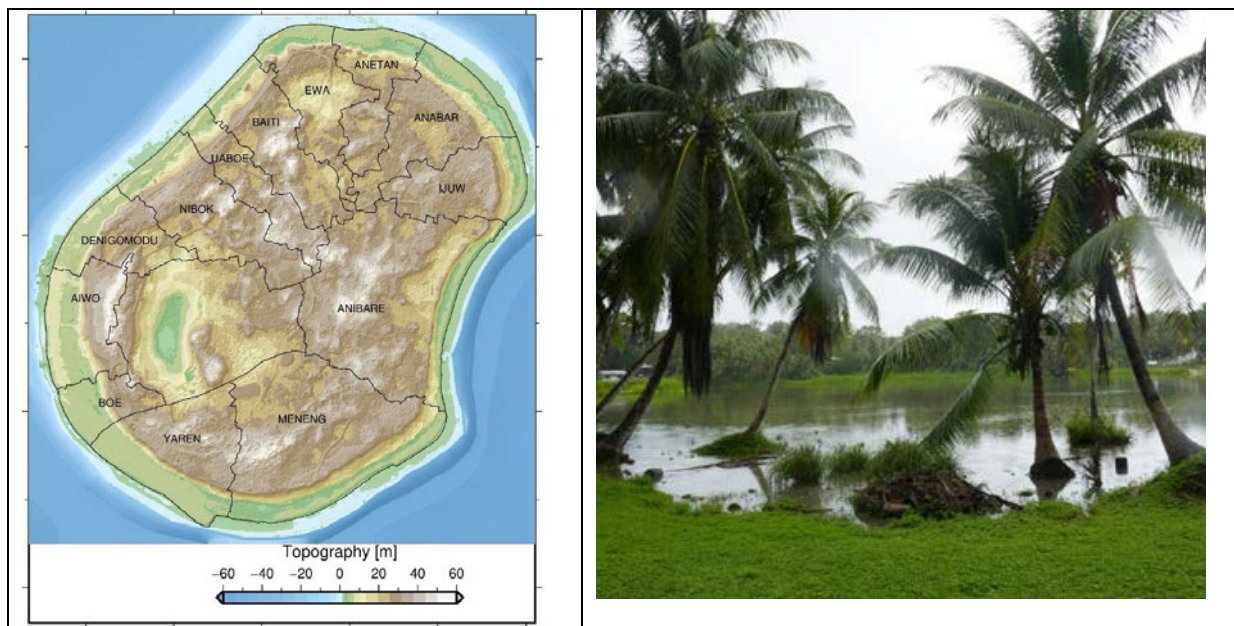 ANETAN
EWA
BAITI
ANABAR
UABOE
IJUW
NIBOK
DENIGOMODU
AIWO
ANIBARE
BOE
MENENG
YAREN
Topography [m]
−60 −40 −20 0 20 40 60